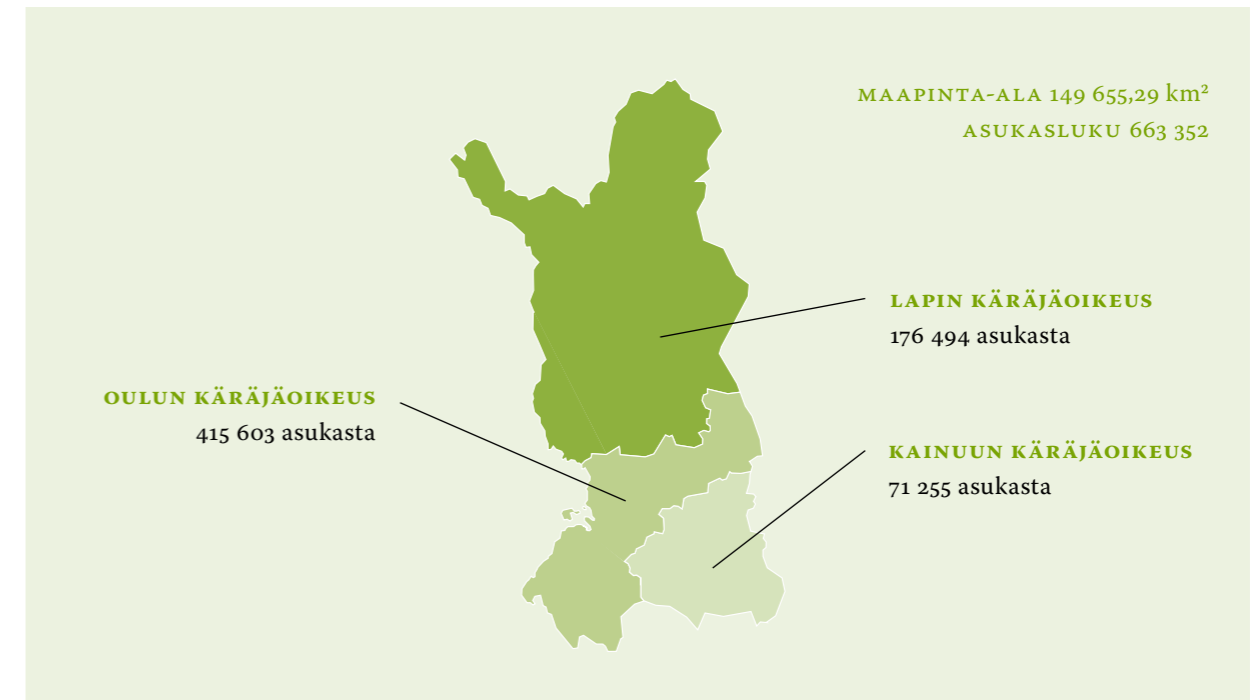 MAAPINTA-ALA 149 655,29 km²
ASUKASLUKU 663 352
LAPIN KÄRÄJÄOIKEUS
176 494 asukasta
OULUN KÄRÄJÄOIKEUS
415 603 asukasta
KAINUUN KÄRÄJÄOIKEUS
71 255 asukasta